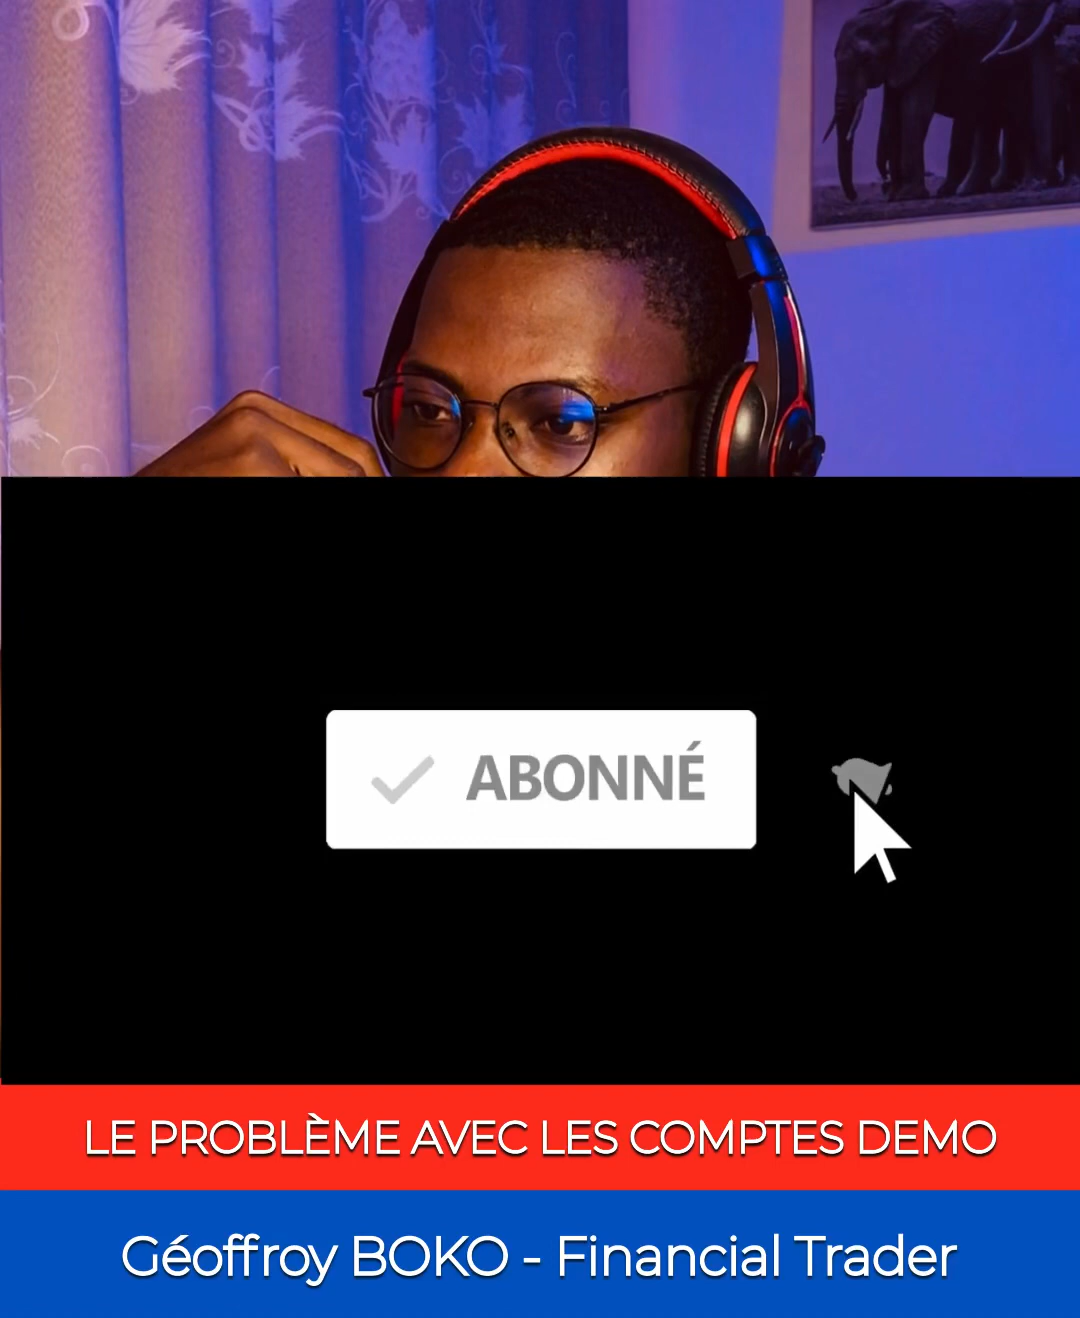 ABONNÉ
LE PROBLÈME AVEC LES COMPTES DEMO
Géoffroy BOKO - Financial Trader